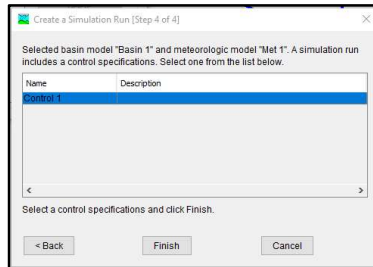 Create a Simulation Run [Step 4 of 4]
Selected basin model "Basin 1" and meteorologic model "Met 1". A simulation run
includes a control specifications. Select one from the list below.
Name Description
Control 1
Select a control specifications and click Finish.
< Back Finish Cancel